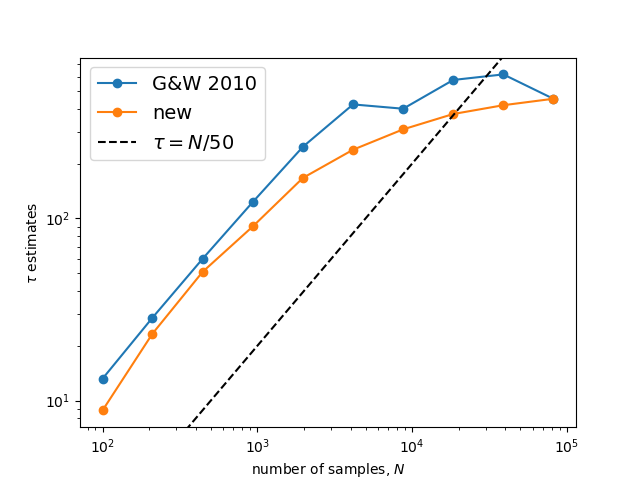 G&W 2010
new
τ = N/50
τ estimates
10²
10¹
10²
10³
10⁴
10⁵
number of samples, N